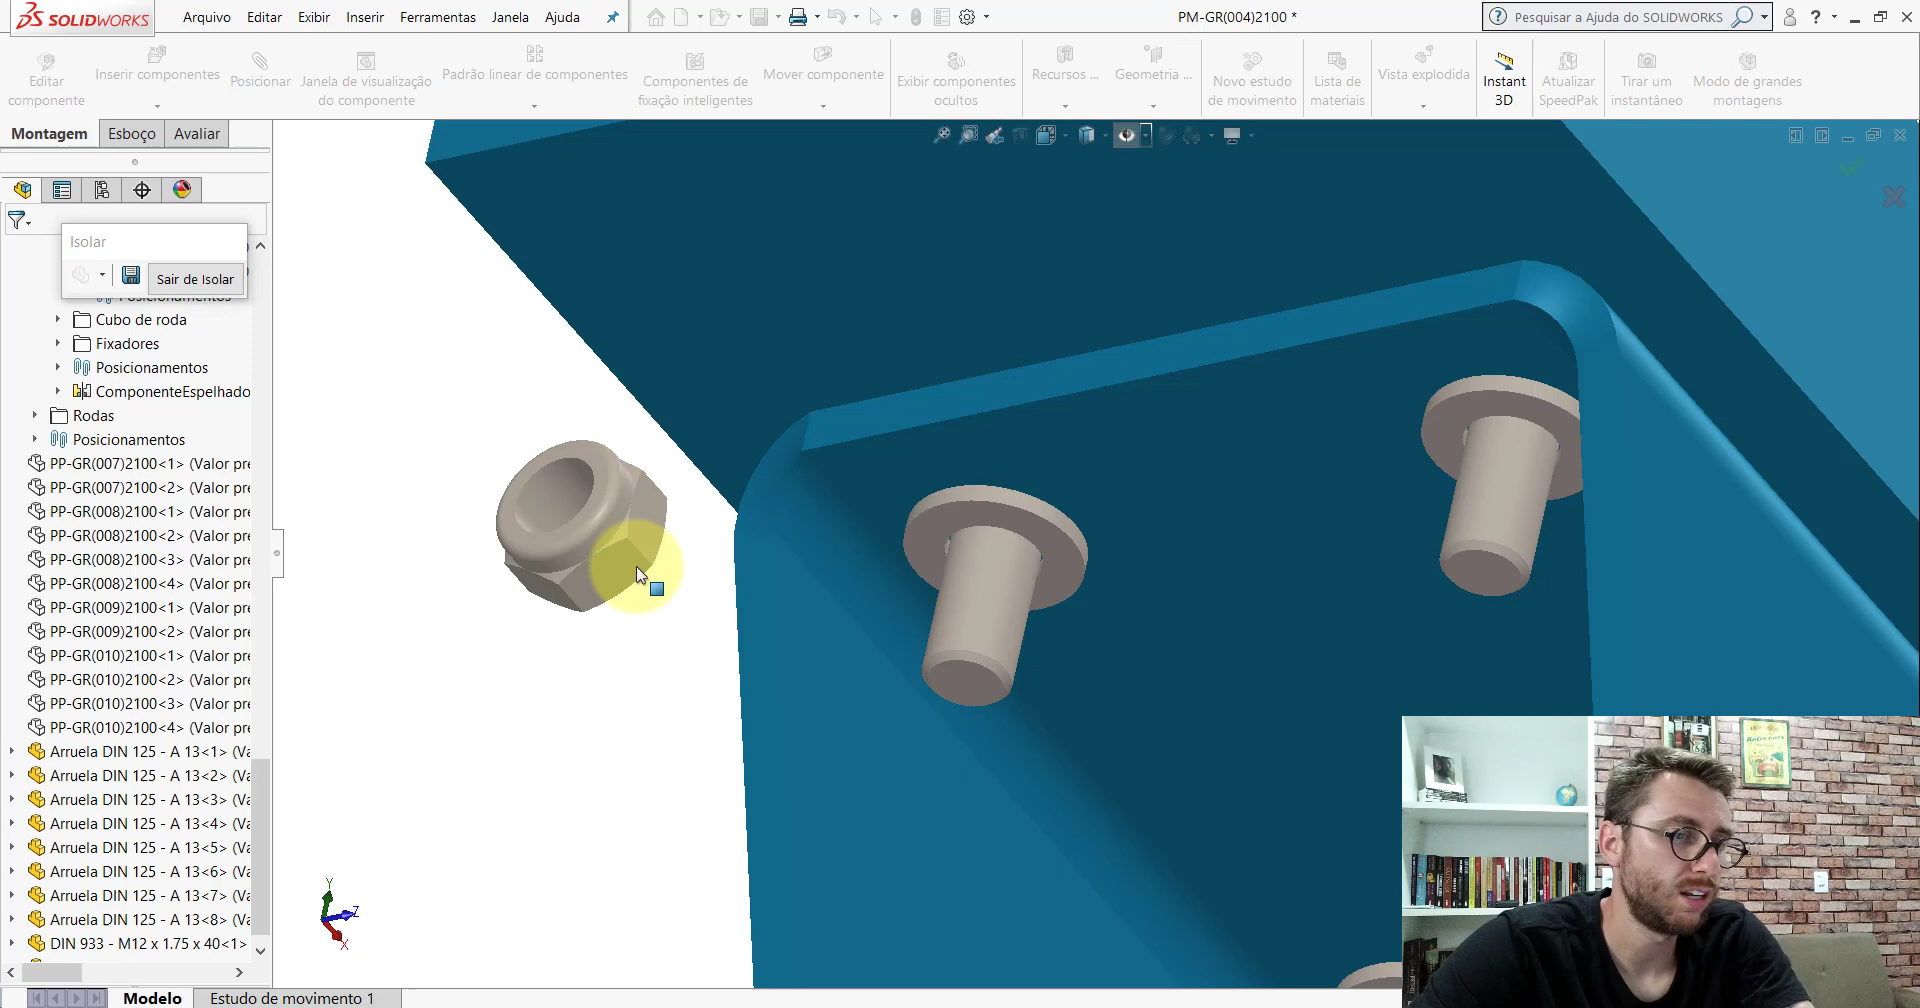 SOLIDWORKS
Arquivo Editar Exibir Inserir Ferramentas Janela Ajuda
PM-GR(004)2100 *
Pesquisar a Ajuda do SOLIDWORKS
Editar componente
Inserir componentes
Posicionar
Janela de visualização do componente
Padrão linear de componentes
Componentes de fixação inteligentes
Mover componente
Exibir componentes ocultos
Recursos ...
Geometria ...
Novo estudo de movimento
Lista de materiais
Vista explodida
Instant 3D
Atualizar SpeedPak
Tirar um instantâneo
Modo de grandes montagens
Montagem Esboço Avaliar
Isolar
Sair de Isolar
Posicionamentos
Cubo de roda
Fixadores
Posicionamentos
ComponenteEspelhado
Rodas
Posicionamentos
PP-GR(007)2100<1> (Valor pre
PP-GR(007)2100<2> (Valor pre
PP-GR(008)2100<1> (Valor pre
PP-GR(008)2100<2> (Valor pre
PP-GR(008)2100<3> (Valor pre
PP-GR(008)2100<4> (Valor pre
PP-GR(009)2100<1> (Valor pre
PP-GR(009)2100<2> (Valor pre
PP-GR(010)2100<1> (Valor pre
PP-GR(010)2100<2> (Valor pre
PP-GR(010)2100<3> (Valor pre
PP-GR(010)2100<4> (Valor pre
Arruela DIN 125 - A 13<1> (Va
Arruela DIN 125 - A 13<2> (Va
Arruela DIN 125 - A 13<3> (Va
Arruela DIN 125 - A 13<4> (Va
Arruela DIN 125 - A 13<5> (Va
Arruela DIN 125 - A 13<6> (Va
Arruela DIN 125 - A 13<7> (Va
Arruela DIN 125 - A 13<8> (Va
DIN 933 - M12 x 1.75 x 40<1>
Y
Z
X
Modelo Estudo de movimento 1